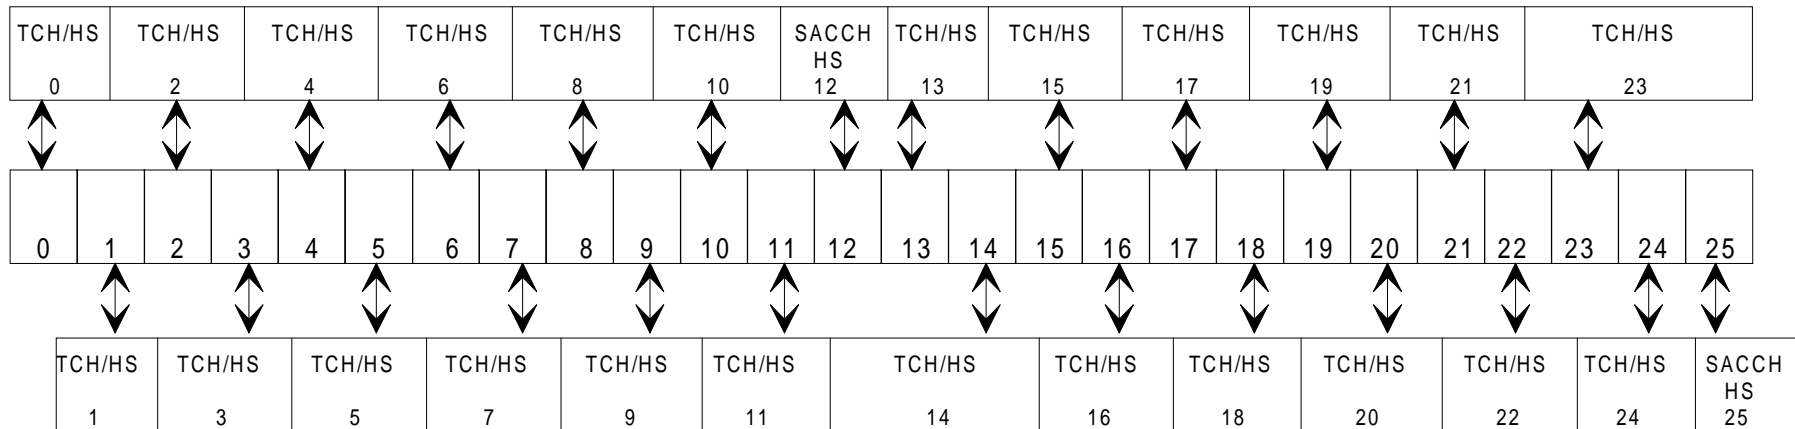 TCH/HS TCH/HS TCH/HS TCH/HS TCH/HS TCH/HS SACCH TCH/HS TCH/HS TCH/HS TCH/HS TCH/HS TCH/HS
HS
0 2 4 6 8 10 12 13 15 17 19 21 23
0 1 2 3 4 5 6 7 8 9 10 11 12 13 14 15 16 17 18 19 20 21 22 23 24 25
TCH/HS TCH/HS TCH/HS TCH/HS TCH/HS TCH/HS TCH/HS TCH/HS TCH/HS TCH/HS TCH/HS TCH/HS SACCH
HS
1 3 5 7 9 11 14 16 18 20 22 24 25